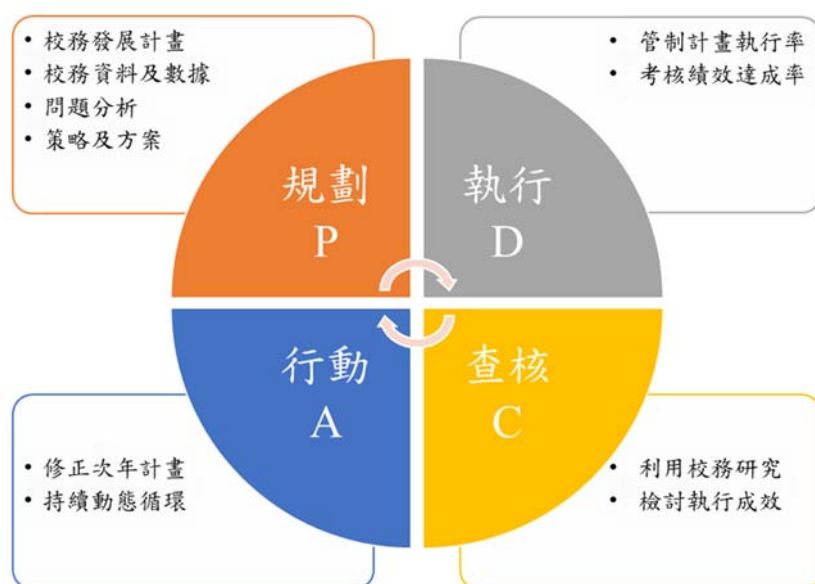 • 校務發展計畫
• 校務資料及數據
• 問題分析
• 策略及方案
• 管制計畫執行率
• 考核績效達成率
規劃
P
執行
D
行動
A
查核
C
• 修正次年計畫
• 持續動態循環
• 利用校務研究
• 檢討執行成效